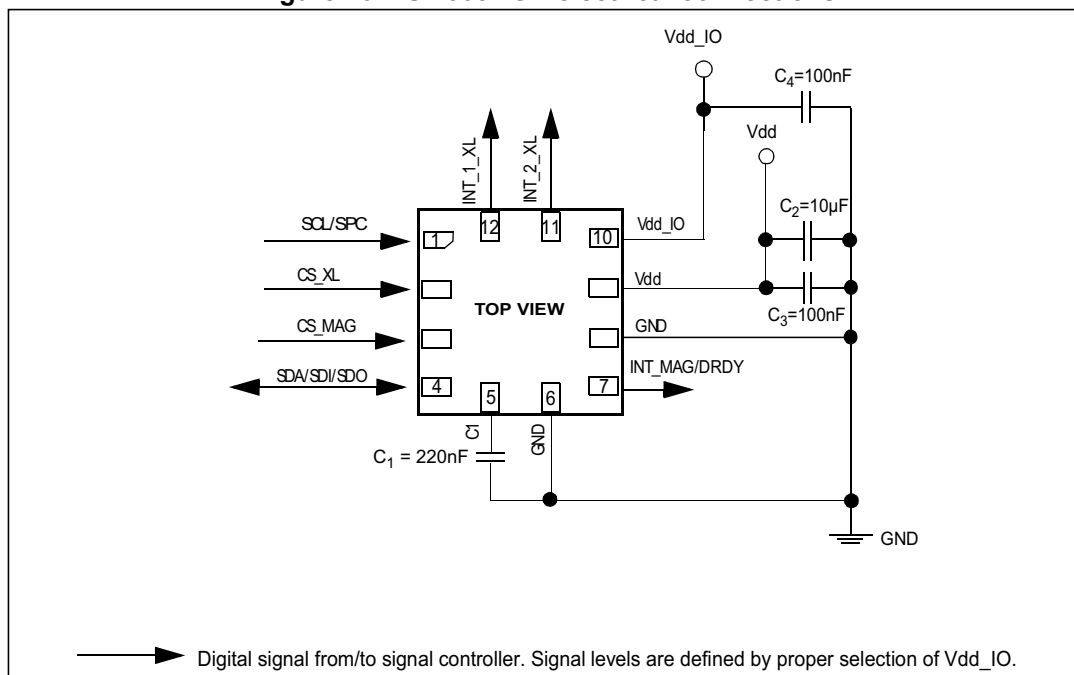 Vdd_IO
C4=100nF
Vdd
INT_1_XL
INT_2_XL
C2=10µF
12
11
SCL/SPC
1
10
Vdd_IO
CS_XL
Vdd
TOP VIEW
C3=100nF
CS_MAG
GND
SDA/SDI/SDO
4
7
INT_MAG/DRDY
5
6
C1
GND
C1 = 220nF
GND
Digital signal from/to signal controller. Signal levels are defined by proper selection of Vdd_IO.